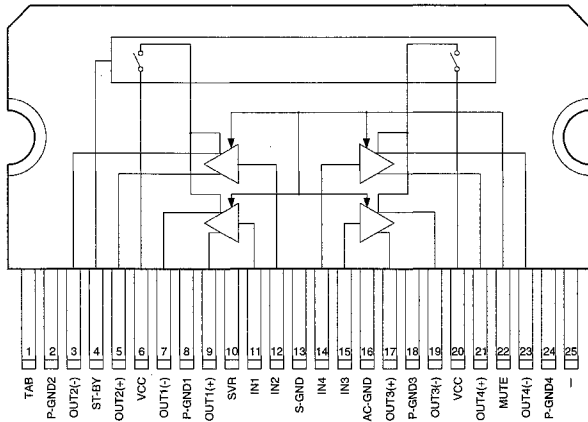 1 2 3 4 5 6 7 8 9 10 11 12 13 14 15 16 17 18 19 20 21 22 23 24 25
TAB
P-GND2
OUT2(-)
ST-BY
OUT2(+)
VCC
OUT1(-)
P-GND1
OUT1(+)
SVR
IN1
IN2
S-GND
IN4
IN3
AC-GND
OUT3(+)
P-GND3
OUT3(-)
VCC
OUT4(+)
MUTE
OUT4(-)
P-GND4
–